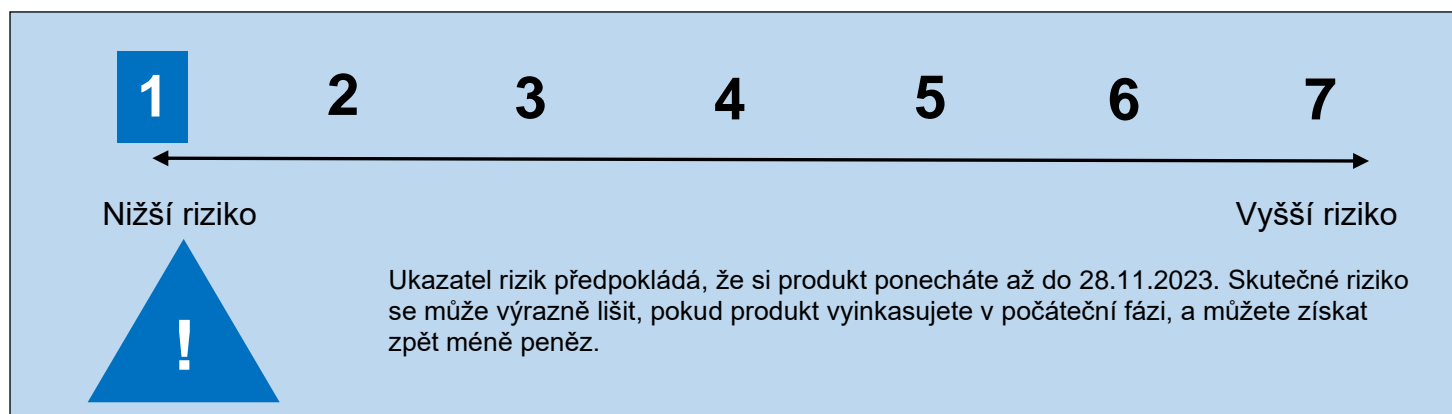 1 2 3 4 5 6 7
Nižší riziko Vyšší riziko
Ukazatel rizik předpokládá, že si produkt ponecháte až do 28.11.2023. Skutečné riziko
se může výrazně lišit, pokud produkt vyinkasujete v počáteční fázi, a můžete získat
zpět méně peněz.
!